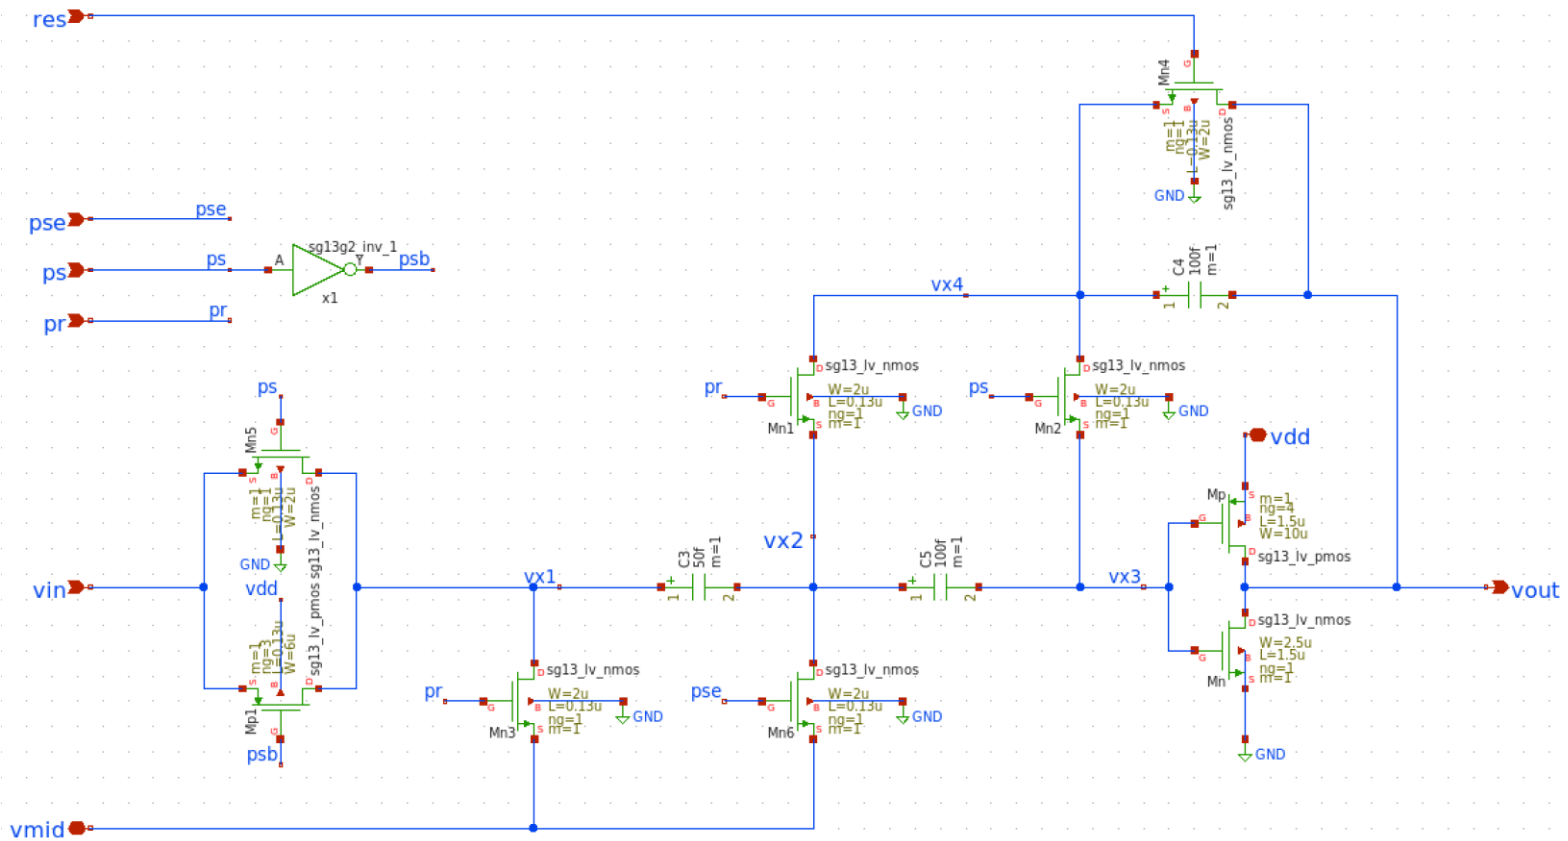 res
Mn4
G
S
B
D
m=1
ng=1
L=0.13u
W=2u
sg13_lv_nmos
GND
pse
pse
ps
ps
A
sg13g2_inv_1
Y
x1
psb
pr
pr
vx4
C4
100f
m=1
+
1
2
pr
G
D
B
S
sg13_lv_nmos
W=2u
L=0.13u
ng=1
m=1
Mn1
GND
ps
G
D
B
S
sg13_lv_nmos
W=2u
L=0.13u
ng=1
m=1
Mn2
GND
ps
Mn5
G
S
B
D
m=1
ng=1
L=0.13u
W=2u
sg13_lv_nmos
GND
vdd
Mp
G
S
B
D
m=1
ng=4
L=1.5u
W=10u
sg13_lv_pmos
vin
vdd
vx1
C3
50f
m=1
+
1
2
vx2
C5
100f
m=1
+
1
2
vx3
vout
m=1
ng=3
L=0.13u
W=6u
sg13_lv_pmos
S
B
D
G
Mp1
psb
pr
G
D
B
S
sg13_lv_nmos
W=2u
L=0.13u
ng=1
m=1
Mn3
GND
pse
G
D
B
S
sg13_lv_nmos
W=2u
L=0.13u
ng=1
m=1
Mn6
GND
sg13_lv_nmos
G
D
B
S
W=2.5u
L=1.5u
ng=1
m=1
Mn
GND
vmid